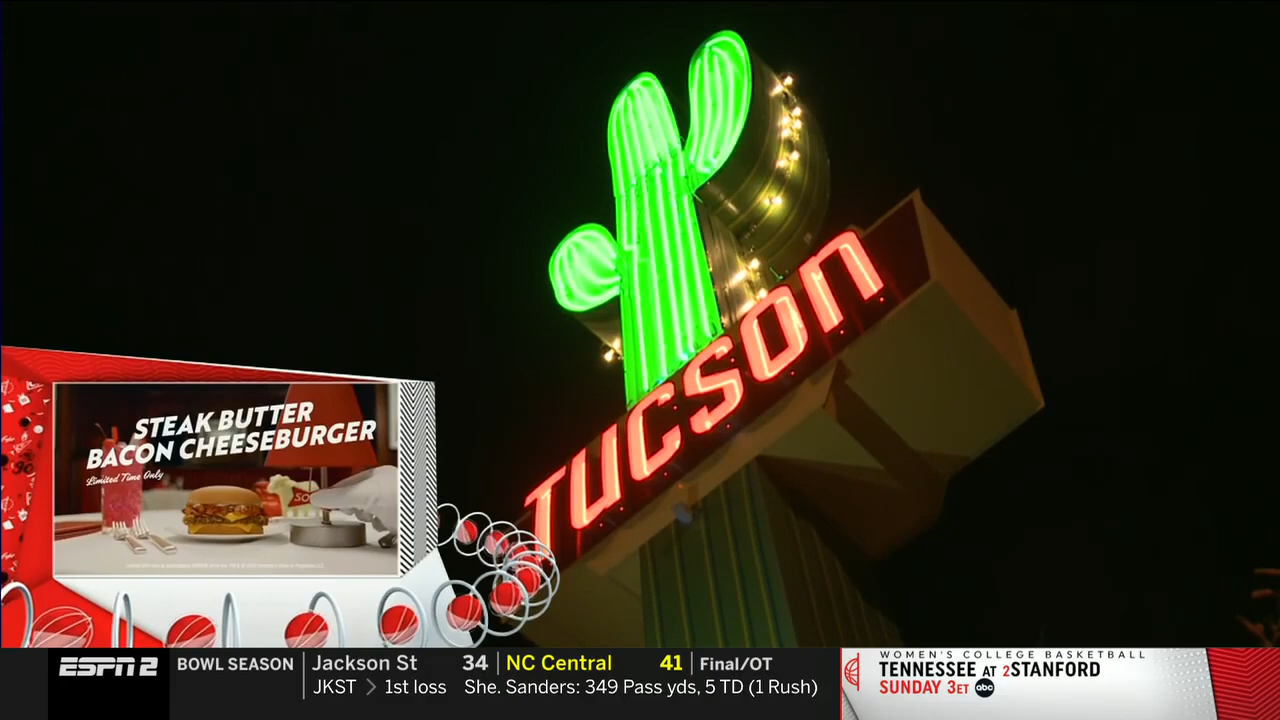 TUCSON
STEAK BUTTER
BACON CHEESEBURGER
Limited Time Only
ESPN2
BOWL SEASON
Jackson St 34
NC Central 41
Final/OT
JKST > 1st loss She. Sanders: 349 Pass yds, 5 TD (1 Rush)
WOMEN'S COLLEGE BASKETBALL
TENNESSEE AT 2STANFORD
SUNDAY 3ET abc